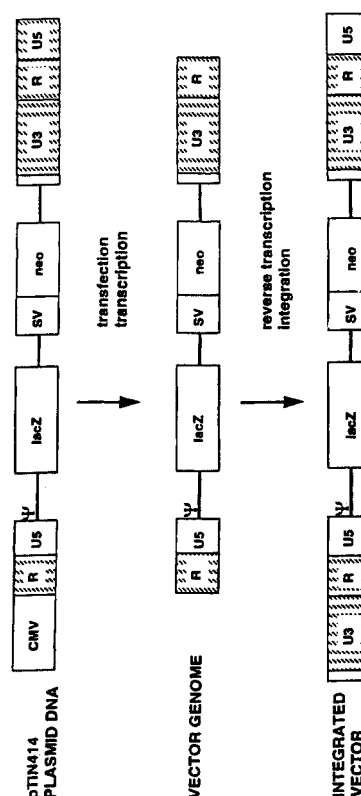 pTIN414
PLASMID DNA
CMV R U5 Ψ lacZ SV neo U3 R U5
transfection
transcription
VECTOR GENOME
R U5 Ψ lacZ SV neo U3 R
reverse transcription
integration
INTEGRATED
VECTOR
U3 R U5 Ψ lacZ SV neo U3 R U5